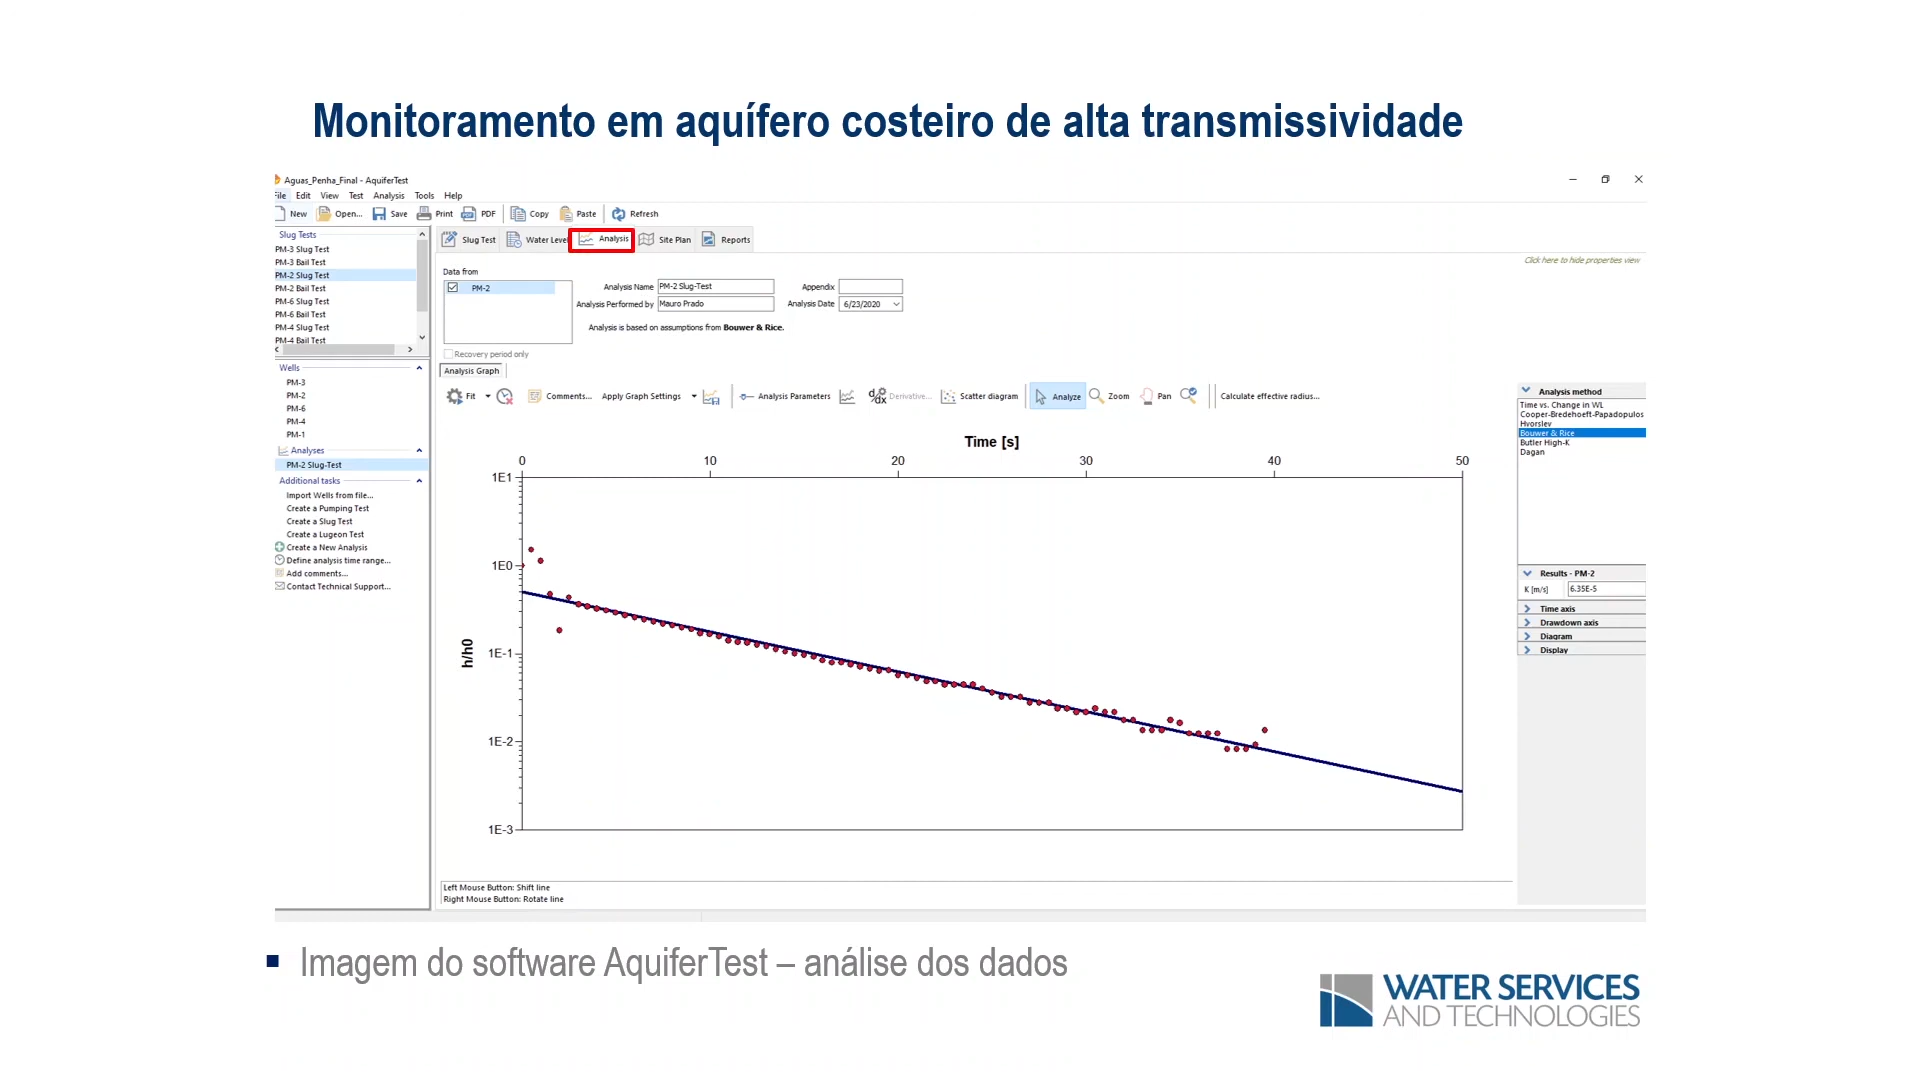 Monitoramento em aquífero costeiro de alta transmissividade
Aguas_Penha_Final - AquiferTest
File Edit View Test Analysis Tools Help
New Open... Save Print PDF Copy Paste Refresh
Slug Tests
PM-3 Slug Test
PM-3 Bail Test
PM-2 Slug Test
PM-2 Bail Test
PM-6 Slug Test
PM-6 Bail Test
PM-4 Slug Test
PM-4 Bail Test
Wells
PM-3
PM-2
PM-6
PM-4
PM-1
Analyses
PM-2 Slug-Test
Additional tasks
Import Wells from file...
Create a Pumping Test
Create a Slug Test
Create a Lugeon Test
Create a New Analysis
Define analysis time range...
Add comments...
Contact Technical Support...
Slug Test Water Level Analysis Site Plan Reports
Click here to hide properties view
Data from
PM-2
Analysis Name PM-2 Slug-Test Appendix
Analysis Performed by Mauro Prado Analysis Date 6/23/2020
Analysis is based on assumptions from Bouwer & Rice.
Recovery period only
Analysis Graph
Fit Comments... Apply Graph Settings Analysis Parameters d/dx Derivative... Scatter diagram Analyze Zoom Pan Calculate effective radius...
Time [s]
0 10 20 30 40 50
1E1
1E0
h/h0
1E-1
1E-2
1E-3
Left Mouse Button: Shift line
Right Mouse Button: Rotate line
Analysis method
Time vs. Change in WL
Cooper-Bredehoeft-Papadopulos
Hvorslev
Bouwer & Rice
Butler High-K
Dagan
Results - PM-2
K [m/s] 6.35E-5
Time axis
Drawdown axis
Diagram
Display
Imagem do software AquiferTest – análise dos dados
WATER SERVICES
AND TECHNOLOGIES